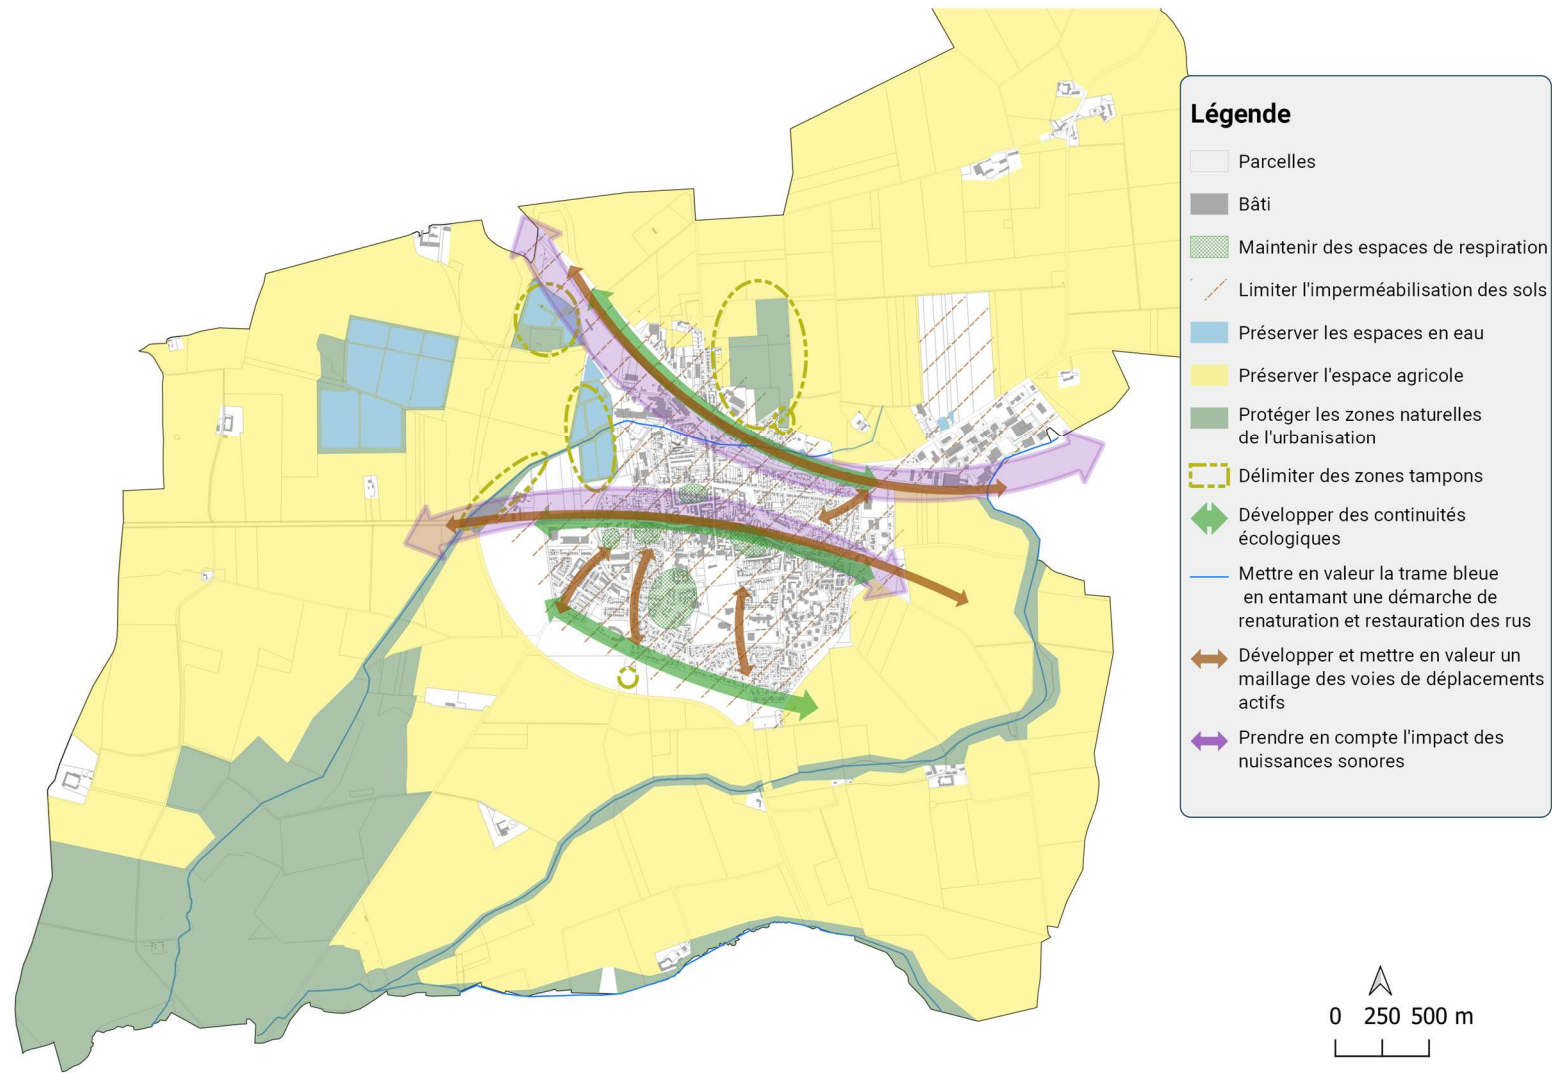 Légende
Parcelles
Bâti
Maintenir des espaces de respiration
Limiter l'imperméabilisation des sols
Préserver les espaces en eau
Préserver l'espace agricole
Protéger les zones naturelles
de l'urbanisation
Délimiter des zones tampons
Développer des continuités
écologiques
Mettre en valeur la trame bleue
en entamant une démarche de
renaturation et restauration des rus
Développer et mettre en valeur un
maillage des voies de déplacements
actifs
Prendre en compte l'impact des
nuissances sonores
0 250 500 m